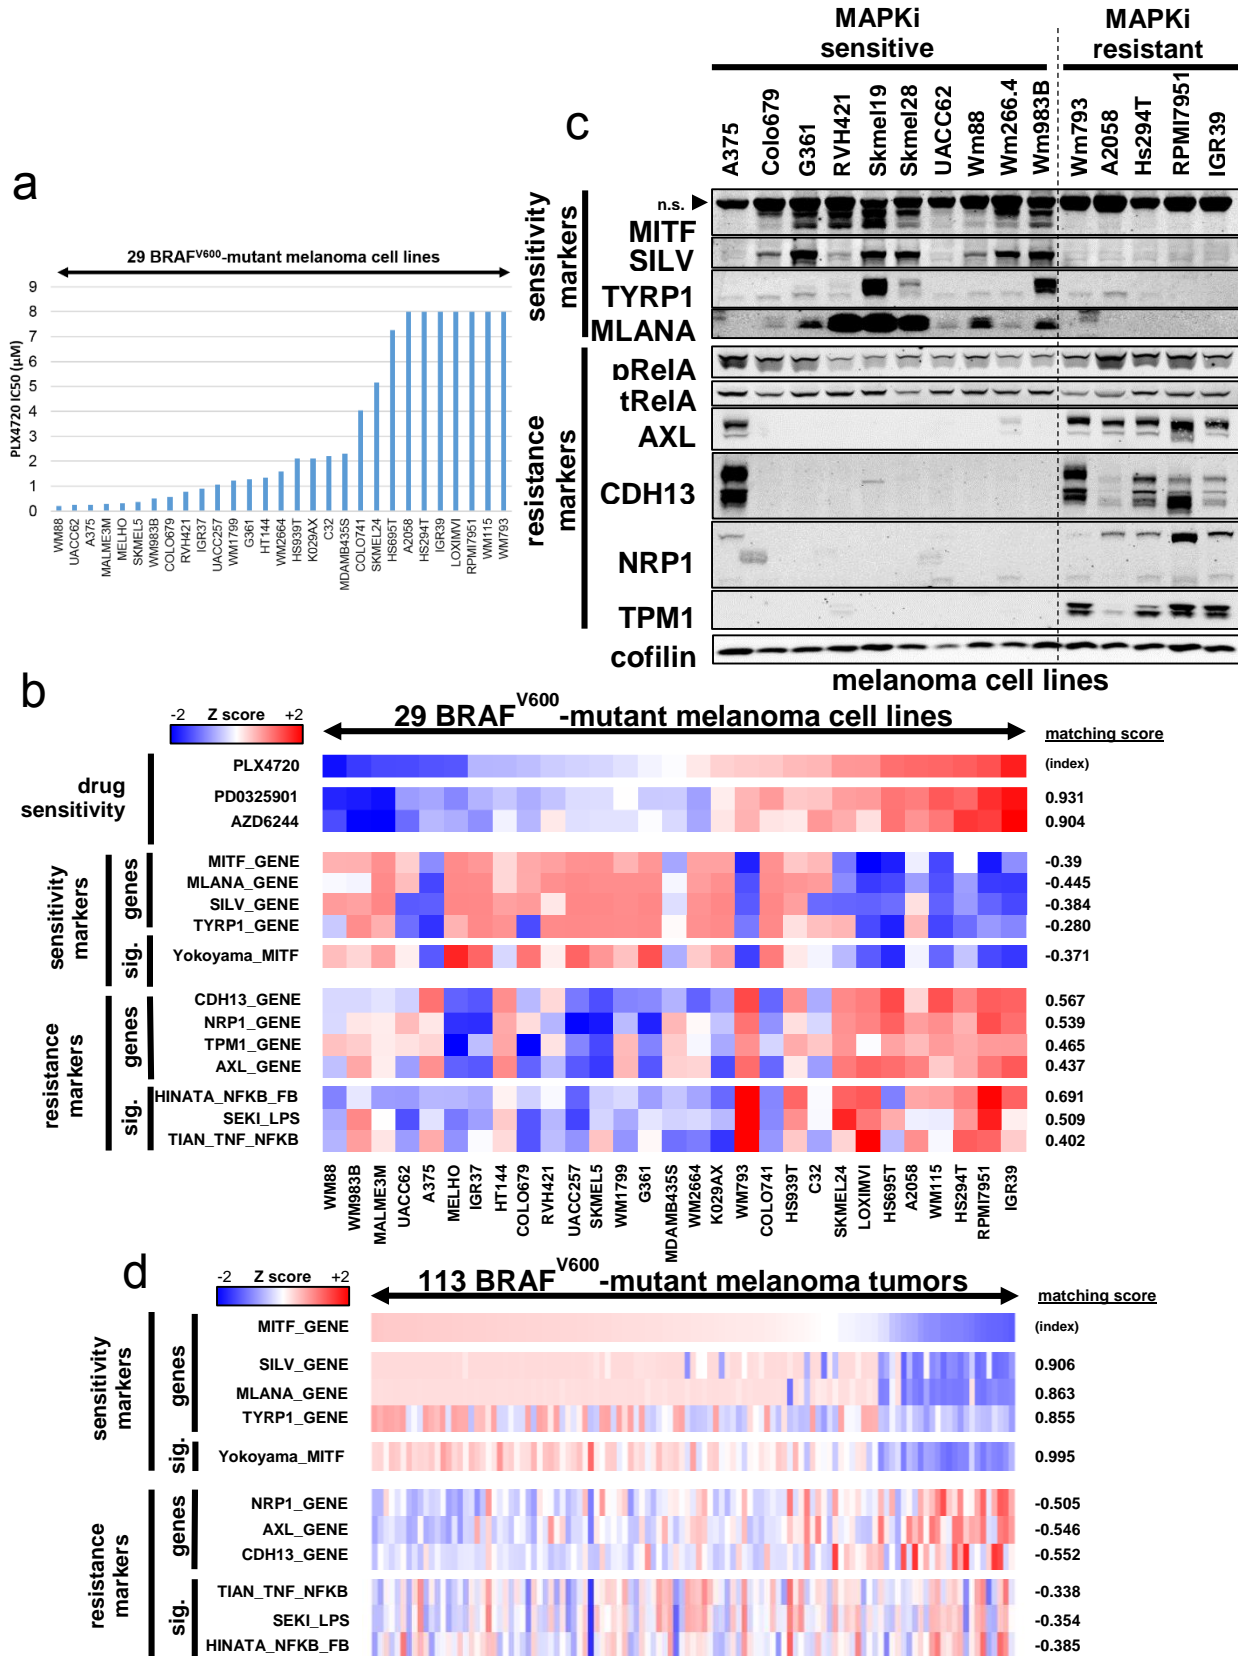 a
29 BRAFV600-mutant melanoma cell lines
PLX4720 IC50 (µM)
9
8
7
6
5
4
3
2
1
0
WM88
UACC62
A375
MALME3M
MELHO
SKMEL5
WM983B
COLO679
RVH421
IGR37
UACC257
WM1799
G361
HT144
WM2664
HS939T
K029AX
C32
MDAMB435S
COLO741
SKMEL24
HS695T
A2058
HS294T
IGR39
LOXIMVI
RPMI7951
WM115
WM793
c
MAPKi
sensitive
MAPKi
resistant
A375
Colo679
G361
RVH421
Skmel19
Skmel28
UACC62
Wm88
Wm266.4
Wm983B
Wm793
A2058
Hs294T
RPMI7951
IGR39
sensitivity
markers
n.s.
MITF
SILV
TYRP1
MLANA
resistance
markers
pRelA
tRelA
AXL
CDH13
NRP1
TPM1
cofilin
melanoma cell lines
b
-2 Z score +2
29 BRAFV600-mutant melanoma cell lines
matching score
drug
sensitivity
PLX4720 (index)
PD0325901 0.931
AZD6244 0.904
sensitivity
markers
genes
MITF_GENE -0.39
MLANA_GENE -0.445
SILV_GENE -0.384
TYRP1_GENE -0.280
sig.
Yokoyama_MITF -0.371
resistance
markers
genes
CDH13_GENE 0.567
NRP1_GENE 0.539
TPM1_GENE 0.465
AXL_GENE 0.437
sig.
HINATA_NFKB_FB 0.691
SEKI_LPS 0.509
TIAN_TNF_NFKB 0.402
WM88
WM983B
MALME3M
UACC62
A375
MELHO
IGR37
HT144
COLO679
RVH421
UACC257
SKMEL5
WM1799
G361
MDAMB435S
WM2664
K029AX
WM793
COLO741
HS939T
C32
SKMEL24
LOXIMVI
HS695T
A2058
WM115
HS294T
RPMI7951
IGR39
d
-2 Z score +2
113 BRAFV600-mutant melanoma tumors
matching score
sensitivity
markers
genes
MITF_GENE (index)
SILV_GENE 0.906
MLANA_GENE 0.863
TYRP1_GENE 0.855
sig.
Yokoyama_MITF 0.995
resistance
markers
genes
NRP1_GENE -0.505
AXL_GENE -0.546
CDH13_GENE -0.552
sig.
TIAN_TNF_NFKB -0.338
SEKI_LPS -0.354
HINATA_NFKB_FB -0.385